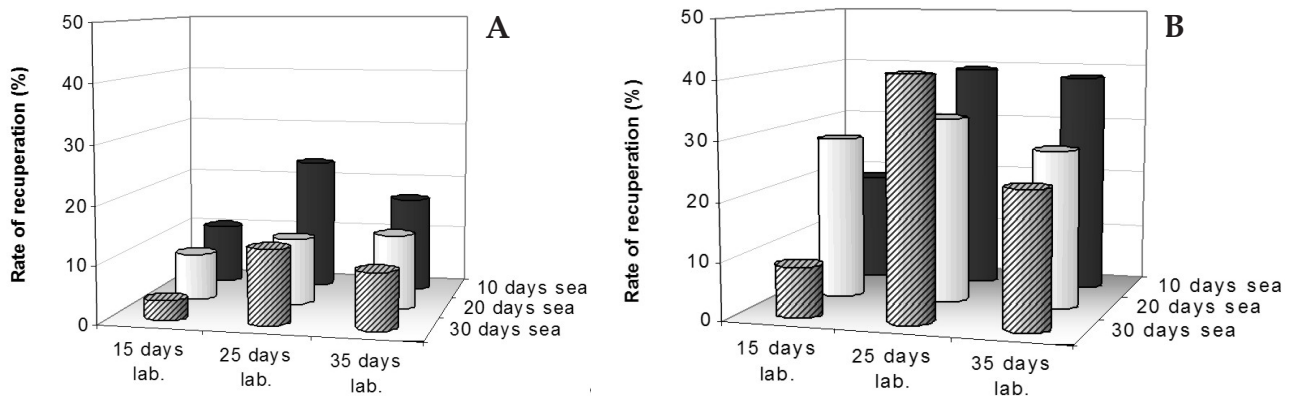 A
Rate of recuperation (%)
50
40
30
20
10
0
15 days
lab.
25 days
lab.
35 days
lab.
10 days sea
20 days sea
30 days sea
B
Rate of recuperation (%)
50
40
30
20
10
0
15 days
lab.
25 days
lab.
35 days
lab.
10 days sea
20 days sea
30 days sea